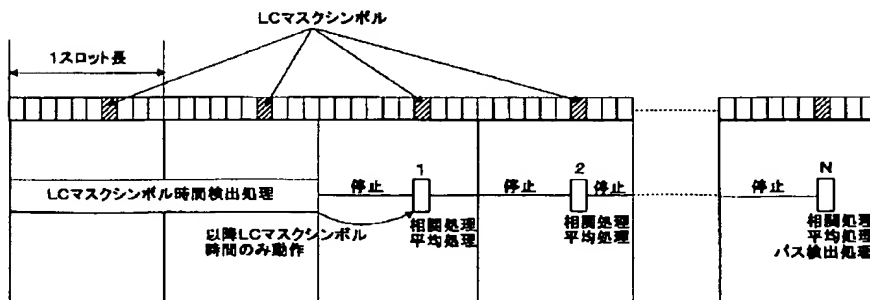 LCマスクシンボル
1スロット長
1
2
N
LCマスクシンボル時間検出処理
停止
停止
停止
停止
以降LCマスクシンボル
時間のみ動作
相関処理
平均処理
相関処理
平均処理
相関処理
平均処理
パス検出処理